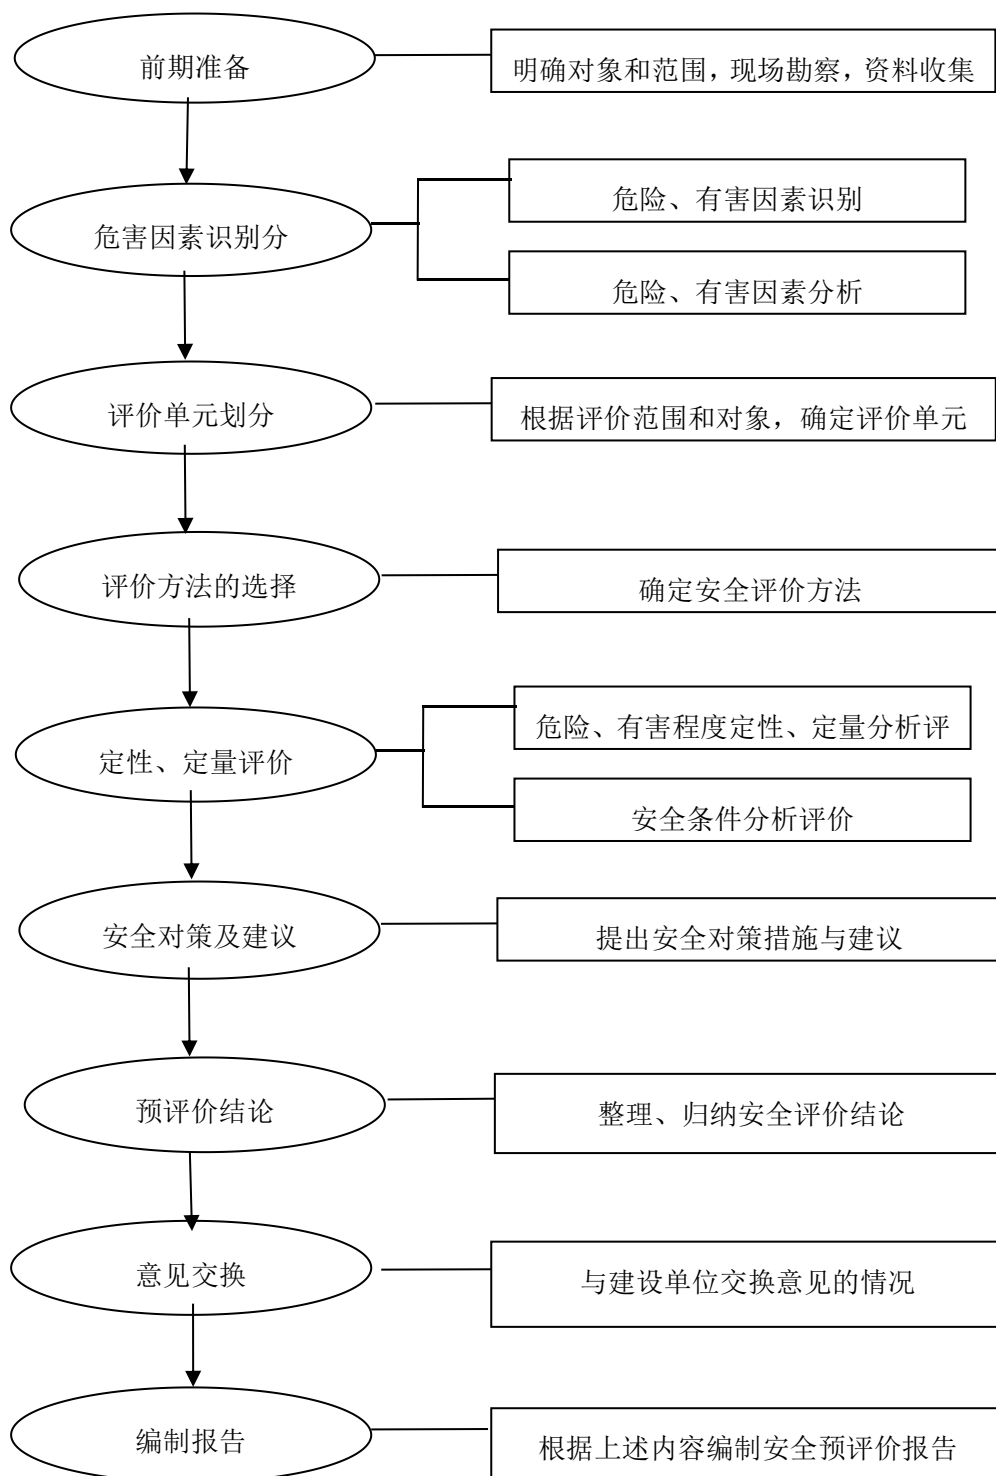 前期准备
明确对象和范围，现场勘察，资料收集
危害因素识别分
危险、有害因素识别
危险、有害因素分析
评价单元划分
根据评价范围和对象，确定评价单元
评价方法的选择
确定安全评价方法
定性、定量评价
危险、有害程度定性、定量分析评
安全条件分析评价
安全对策及建议
提出安全对策措施与建议
预评价结论
整理、归纳安全评价结论
意见交换
与建设单位交换意见的情况
编制报告
根据上述内容编制安全预评价报告